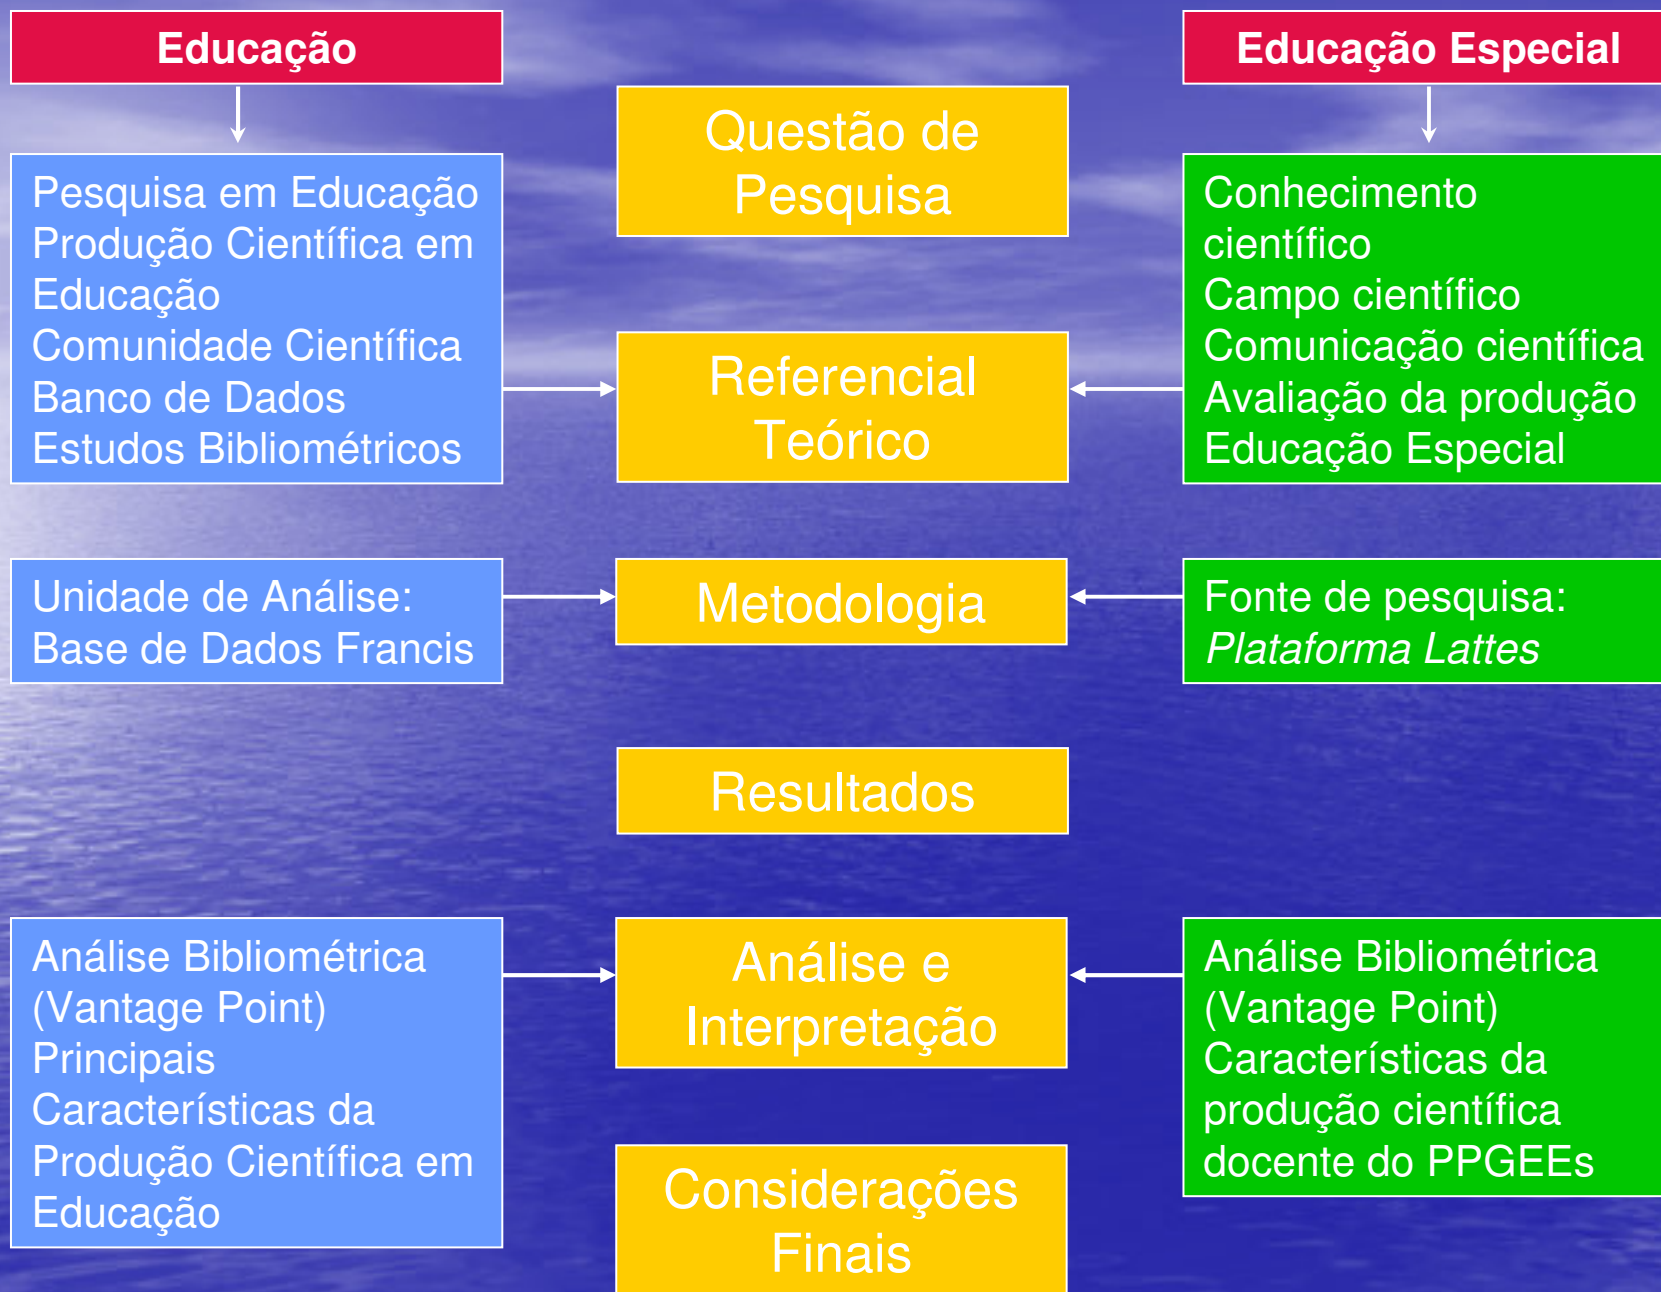 Educação
Pesquisa em Educação
Produção Científica em
Educação
Comunidade Científica
Banco de Dados
Estudos Bibliométricos
Unidade de Análise:
Base de Dados Francis
Análise Bibliométrica
(Vantage Point)
Principais
Características da
Produção Científica em
Educação
Questão de
Pesquisa
Referencial
Teórico
Metodologia
Resultados
Análise e
Interpretação
Considerações
Finais
Educação Especial
Conhecimento
científico
Campo científico
Comunicação científica
Avaliação da produção
Educação Especial
Fonte de pesquisa:
Plataforma Lattes
Análise Bibliométrica
(Vantage Point)
Características da
produção científica
docente do PPGEEs